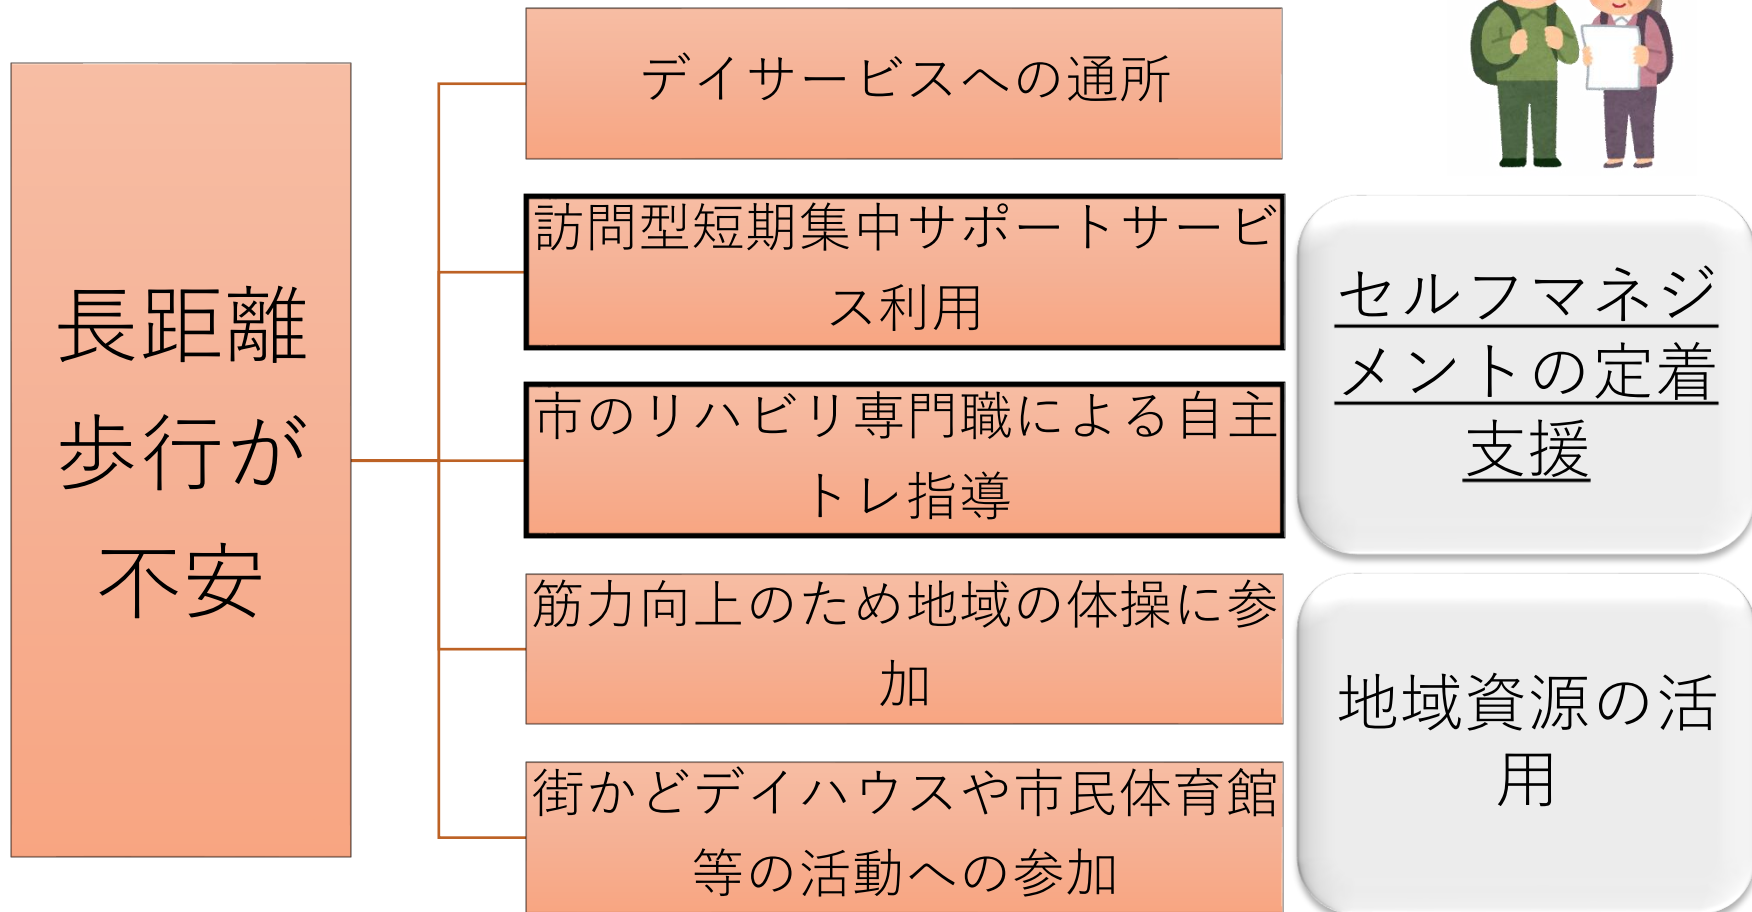 長距離
歩行が
不安
デイサービスへの通所
訪問型短期集中サポートサービ
ス利用
市のリハビリ専門職による自主
トレ指導
筋力向上のため地域の体操に参
加
街かどデイハウスや市民体育館
等の活動への参加
セルフマネジ
メントの定着
支援
地域資源の活
用